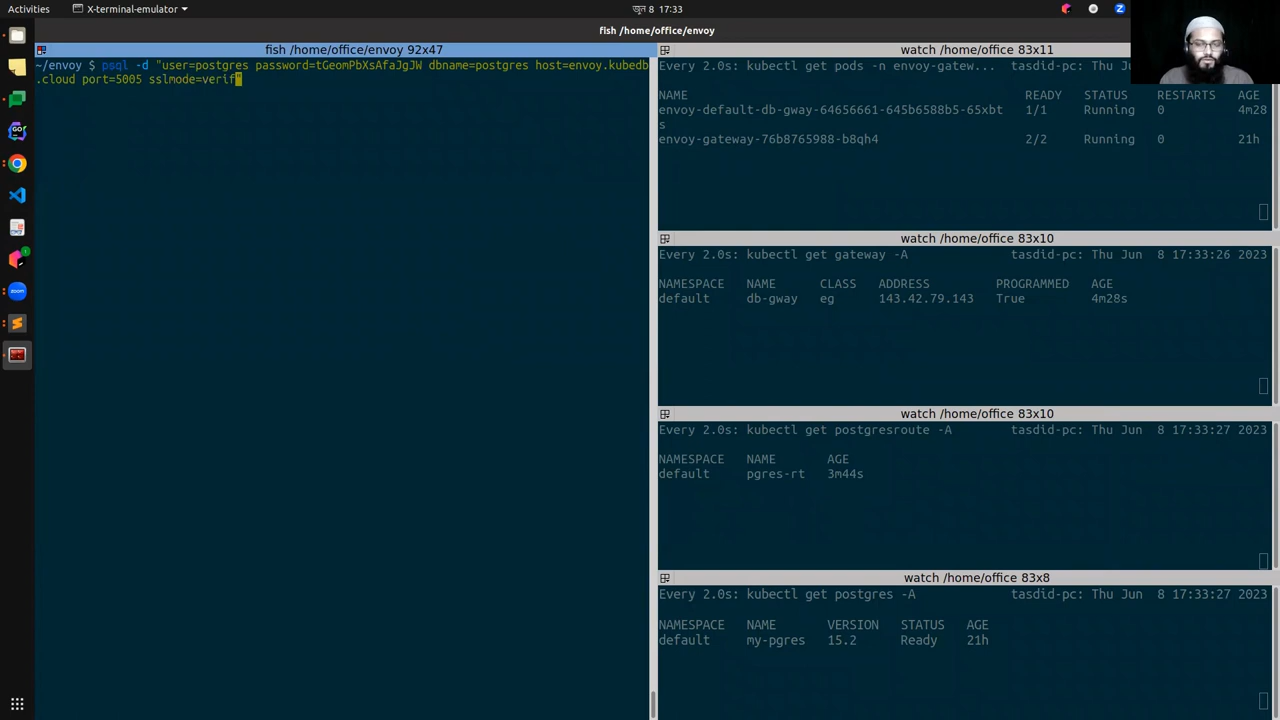 Activities
X-terminal-emulator
জুন 8 17:33
fish /home/office/envoy
fish /home/office/envoy 92x47
~/envoy $ psql -d "user=postgres password=tGeomPbXsAfaJgJW dbname=postgres host=envoy.kubedb
.cloud port=5005 sslmode=verif"
watch /home/office 83x11
Every 2.0s: kubectl get pods -n envoy-gatew... tasdid-pc: Thu Jun
NAME READY STATUS RESTARTS AGE
envoy-default-db-gway-64656661-645b6588b5-65xbt 1/1 Running 0 4m28
s
envoy-gateway-76b8765988-b8qh4 2/2 Running 0 21h
watch /home/office 83x10
Every 2.0s: kubectl get gateway -A tasdid-pc: Thu Jun 8 17:33:26 2023
NAMESPACE NAME CLASS ADDRESS PROGRAMMED AGE
default db-gway eg 143.42.79.143 True 4m28s
watch /home/office 83x10
Every 2.0s: kubectl get postgresroute -A tasdid-pc: Thu Jun 8 17:33:27 2023
NAMESPACE NAME AGE
default pgres-rt 3m44s
watch /home/office 83x8
Every 2.0s: kubectl get postgres -A tasdid-pc: Thu Jun 8 17:33:27 2023
NAMESPACE NAME VERSION STATUS AGE
default my-pgres 15.2 Ready 21h